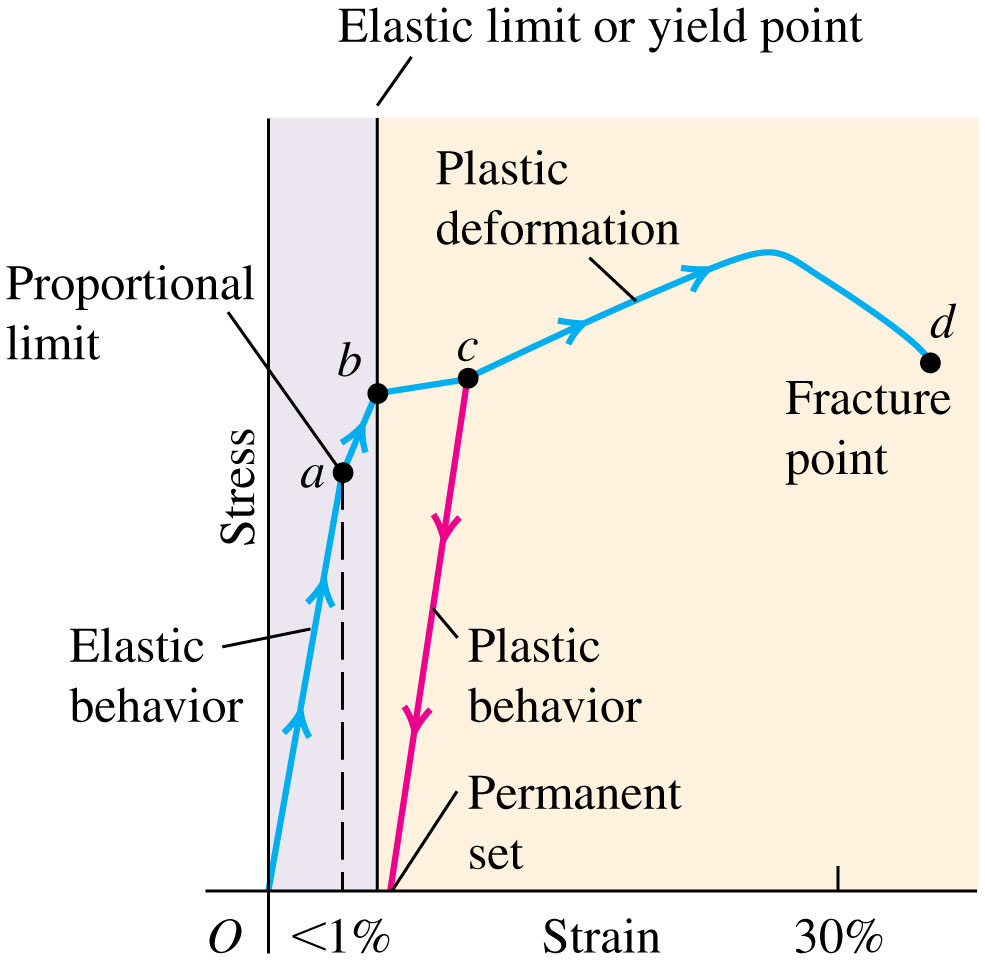 Elastic limit or yield point
Plastic
deformation
Proportional
limit
b
c
d
Fracture
point
a
Stress
Elastic
behavior
Plastic
behavior
Permanent
set
O
<1%
Strain
30%